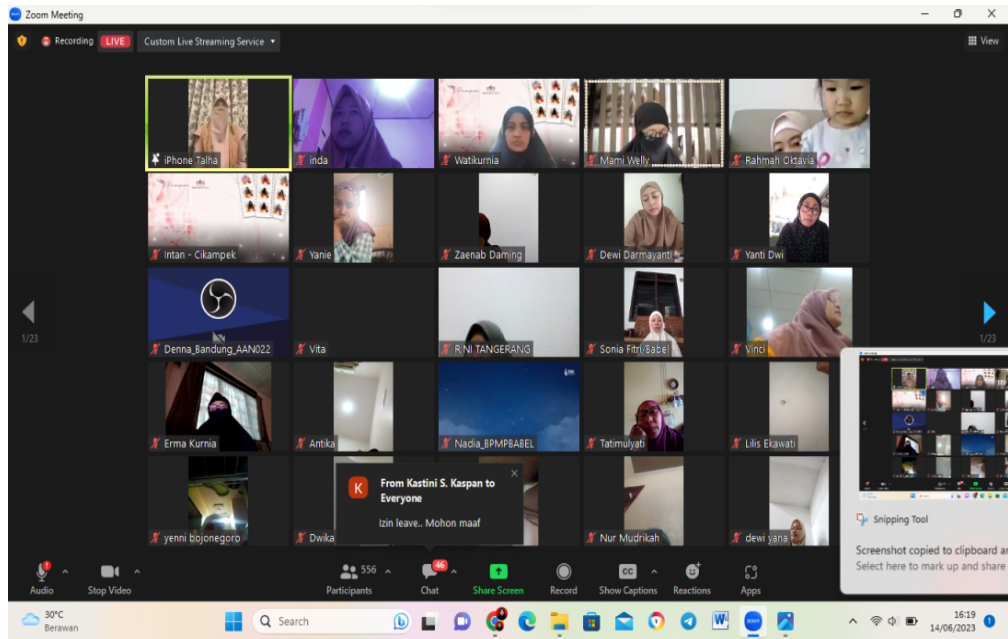 Zoom Meeting
Recording LIVE Custom Live Streaming Service View
iPhone Talha inda Watikurnia Mami Welly Rahmah Oktavia
Intan - Cikampek Yanie Zaenab Daming Dewi Darmayanti Yanti Dwi
1/23 1/23
Denna_Bandung_AAN022 Vita RINI TANGERANG Sonia Fitri/Babel Vinci
Erma Kurnia Antika Nadia_BPMPBABEL Tatimulyati Lilis Ekawati
K From Kastini S. Kaspan to
Everyone
Izin leave.. Mohon maaf
yenni bojonegoro Dwika Nur Mudrikah dewi yana
Snipping Tool
Screenshot copied to clipboard
Select here to mark up and share
556 46 CC
Audio Stop Video Participants Chat Share Screen Record Show Captions Reactions Apps
30°C
Berawan
Search
16:19
14/06/2023